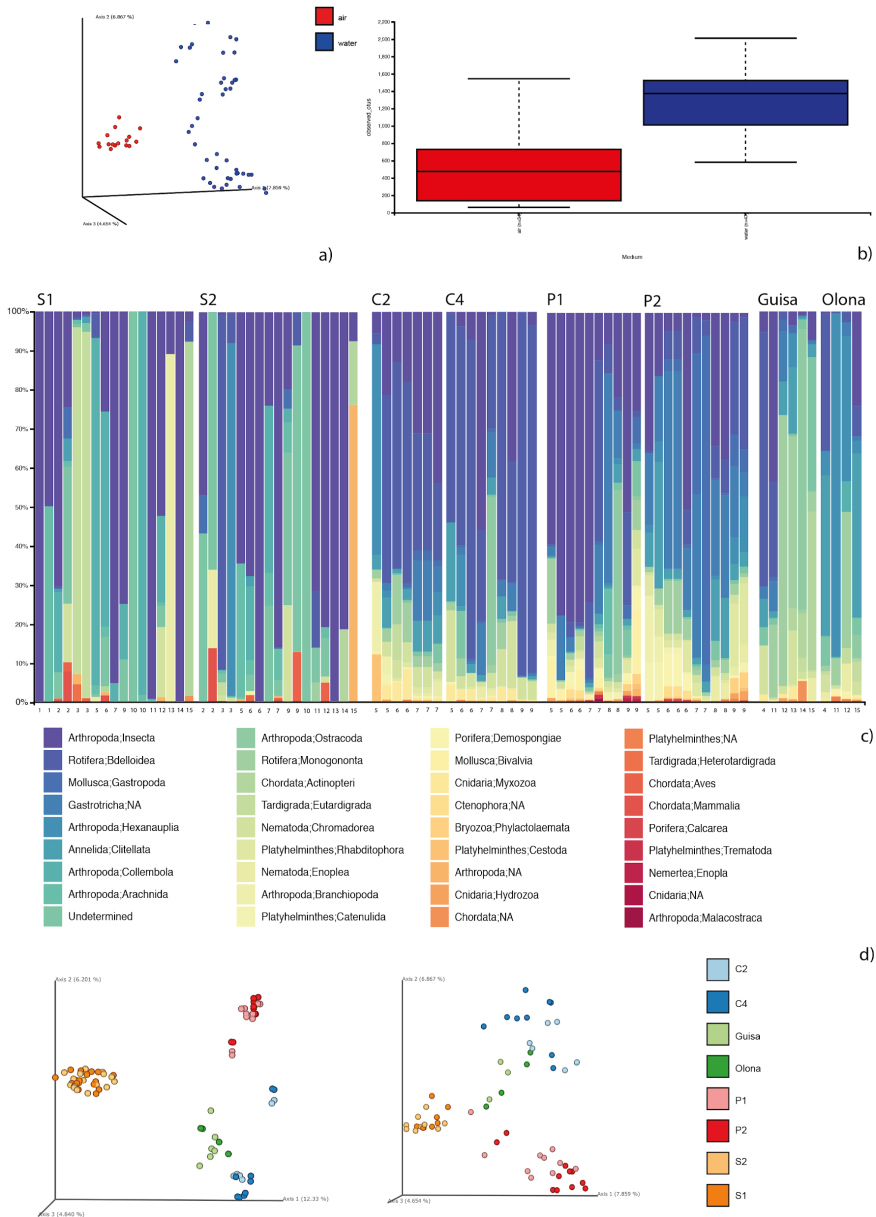 Axis 2 (6.867 %)
Axis 1 (7.859 %)
Axis 3 (4.654 %)
air
water
a)
2,200
2,000
1,800
1,600
1,400
1,200
1,000
800
600
400
200
0
observed_otus
Medium
b)
S1 S2 C2 C4 P1 P2 Guisa Olona
100%
90%
80%
70%
60%
50%
40%
30%
20%
10%
0%
c)
Arthropoda;Insecta
Rotifera;Bdelloidea
Mollusca;Gastropoda
Gastrotricha;NA
Arthropoda;Hexanauplia
Annelida;Clitellata
Arthropoda;Collembola
Arthropoda;Arachnida
Undetermined
Arthropoda;Ostracoda
Rotifera;Monogononta
Chordata;Actinopteri
Tardigrada;Eutardigrada
Nematoda;Chromadorea
Platyhelminthes;Rhabditophora
Nematoda;Enoplea
Arthropoda;Branchiopoda
Platyhelminthes;Catenulida
Porifera;Demospongiae
Mollusca;Bivalvia
Cnidaria;Myxozoa
Ctenophora;NA
Bryozoa;Phylactolaemata
Platyhelminthes;Cestoda
Arthropoda;NA
Cnidaria;Hydrozoa
Chordata;NA
Platyhelminthes;NA
Tardigrada;Heterotardigrada
Chordata;Aves
Chordata;Mammalia
Porifera;Calcarea
Platyhelminthes;Trematoda
Nemertea;Enopla
Cnidaria;NA
Arthropoda;Malacostraca
d)
Axis 2 (6.201 %)
Axis 1 (12.33 %)
Axis 3 (4.840 %)
Axis 2 (6.867 %)
Axis 1 (7.859 %)
Axis 3 (4.654 %)
C2
C4
Guisa
Olona
P1
P2
S2
S1